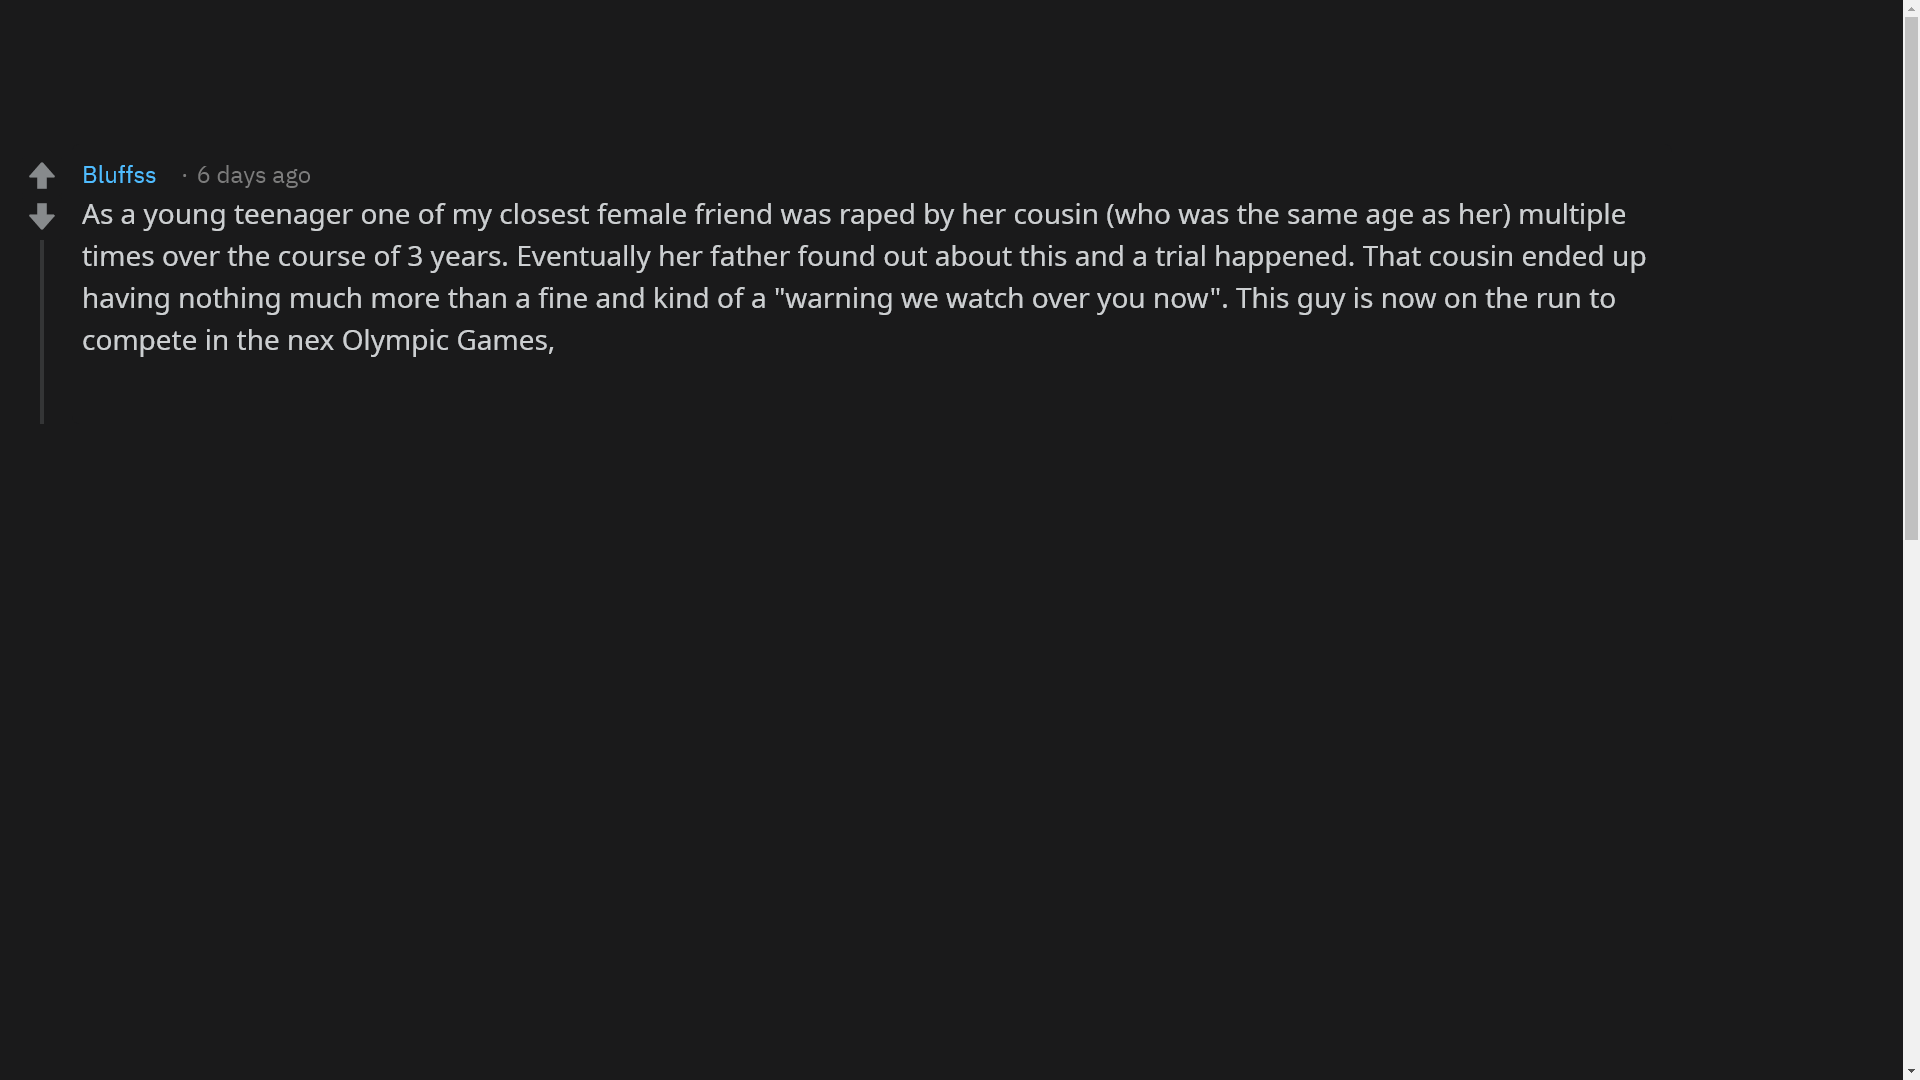 Bluffss · 6 days ago
As a young teenager one of my closest female friend was raped by her cousin (who was the same age as her) multiple
times over the course of 3 years. Eventually her father found out about this and a trial happened. That cousin ended up
having nothing much more than a fine and kind of a "warning we watch over you now". This guy is now on the run to
compete in the nex Olympic Games,